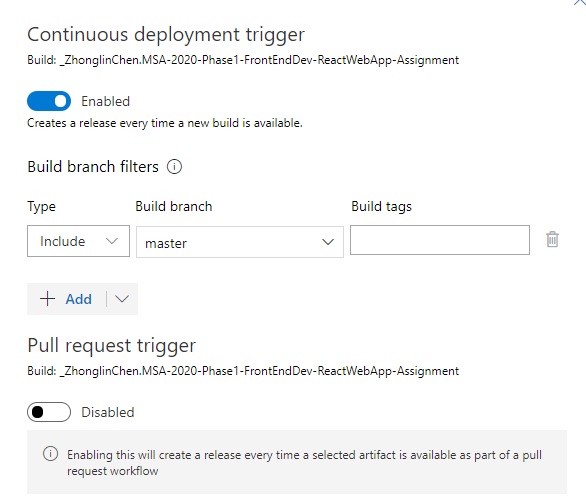 Continuous deployment trigger
Build: _ZhonglinChen.MSA-2020-Phase1-FrontEndDev-ReactWebApp-Assignment
Enabled
Creates a release every time a new build is available.
Build branch filters
Type Build branch Build tags
Include master
Add
Pull request trigger
Build: _ZhonglinChen.MSA-2020-Phase1-FrontEndDev-ReactWebApp-Assignment
Disabled
Enabling this will create a release every time a selected artifact is available as part of a pull
request workflow